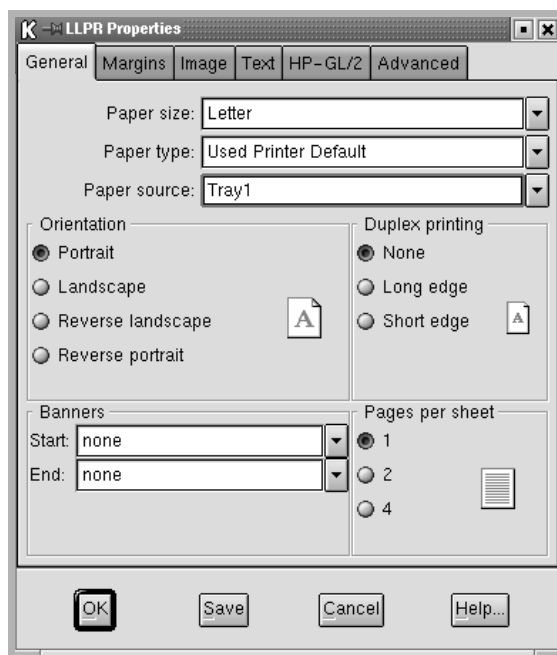 K LLPR Properties
General Margins Image Text HP-GL/2 Advanced
Paper size: Letter
Paper type: Used Printer Default
Paper source: Tray1
Orientation
Portrait
Landscape
Reverse landscape
Reverse portrait
A
Duplex printing
None
Long edge
Short edge
A
Banners
Start: none
End: none
Pages per sheet
1
2
4
OK Save Cancel Help...